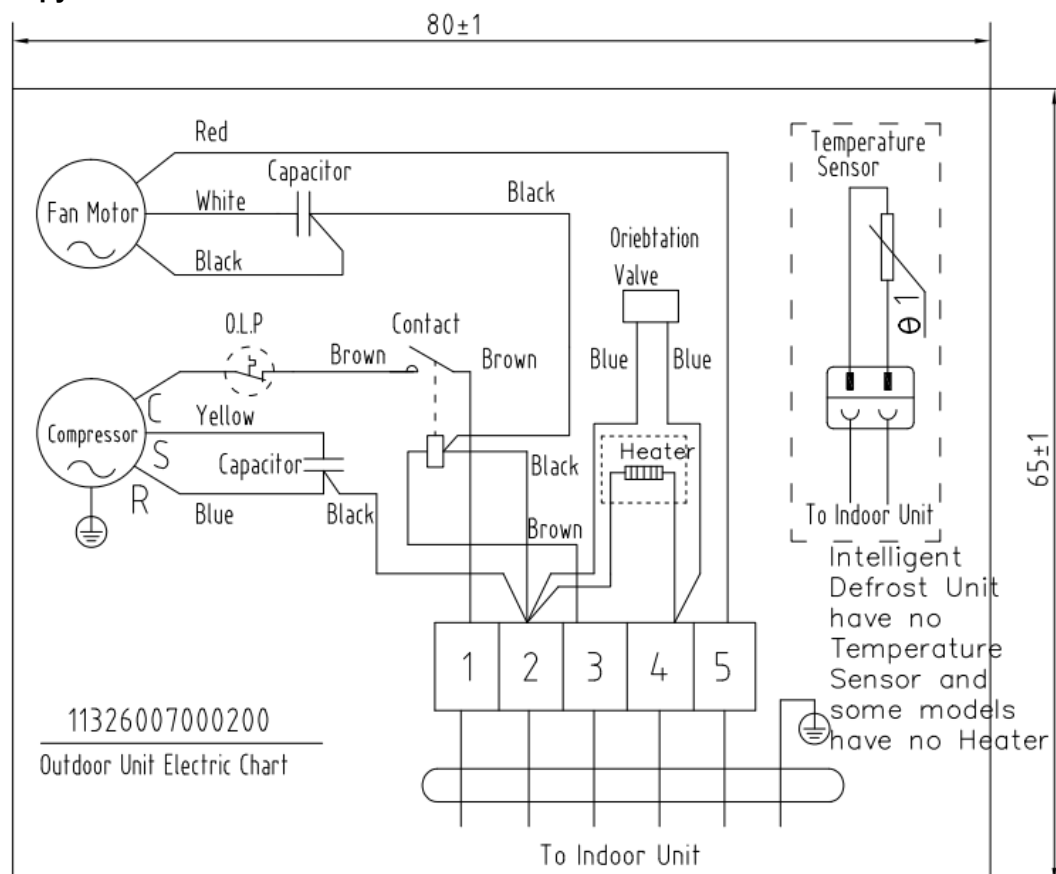 80±1
Red
Temperature
Sensor
Capacitor
Fan Motor
White
Black
Oriebtation
Valve
Black
θ 1
O.L.P
Contact
Brown
Brown
Blue
Blue
C
Yellow
Compressor
S
Capacitor
Heater
Black
65±1
R
Blue
Black
Brown
To Indoor Unit
Intelligent
Defrost Unit
have no
Temperature
Sensor and
some models
have no Heater
1 2 3 4 5
11326007000200
Outdoor Unit Electric Chart
To Indoor Unit